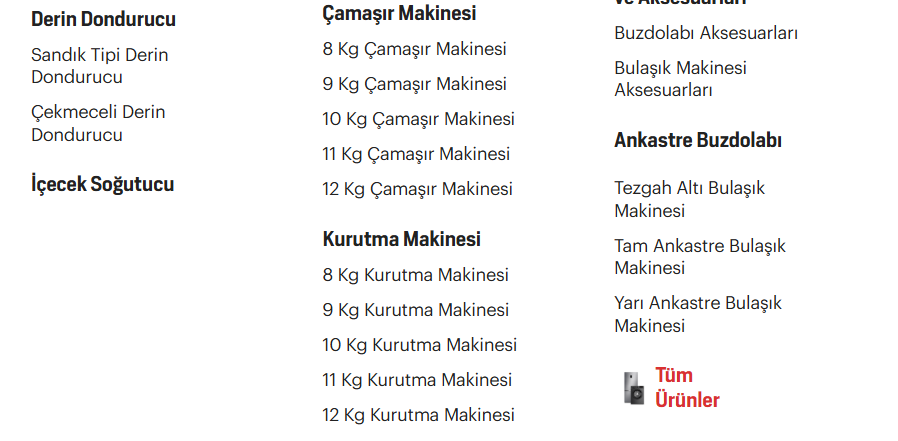 Derin Dondurucu
Sandık Tipi Derin
Dondurucu
Çekmeceli Derin
Dondurucu
İçecek Soğutucu
Çamaşır Makinesi
8 Kg Çamaşır Makinesi
9 Kg Çamaşır Makinesi
10 Kg Çamaşır Makinesi
11 Kg Çamaşır Makinesi
12 Kg Çamaşır Makinesi
Kurutma Makinesi
8 Kg Kurutma Makinesi
9 Kg Kurutma Makinesi
10 Kg Kurutma Makinesi
11 Kg Kurutma Makinesi
12 Kg Kurutma Makinesi
ve Aksesuarları
Buzdolabı Aksesuarları
Bulaşık Makinesi
Aksesuarları
Ankastre Buzdolabı
Tezgah Altı Bulaşık
Makinesi
Tam Ankastre Bulaşık
Makinesi
Yarı Ankastre Bulaşık
Makinesi
Tüm
Ürünler